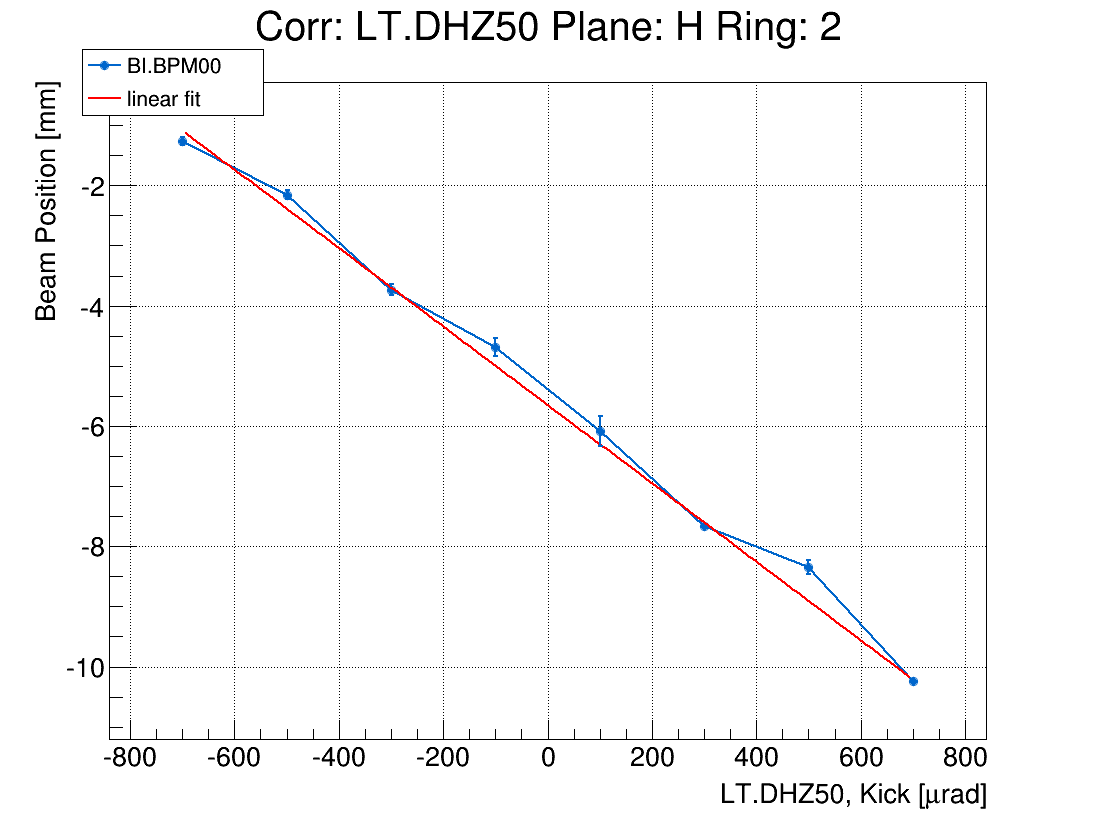 Corr: LT.DHZ50 Plane: H Ring: 2
BI.BPM00
linear fit
Beam Position [mm]
-2
-4
-6
-8
-10
-800 -600 -400 -200 0 200 400 600 800
LT.DHZ50, Kick [μrad]